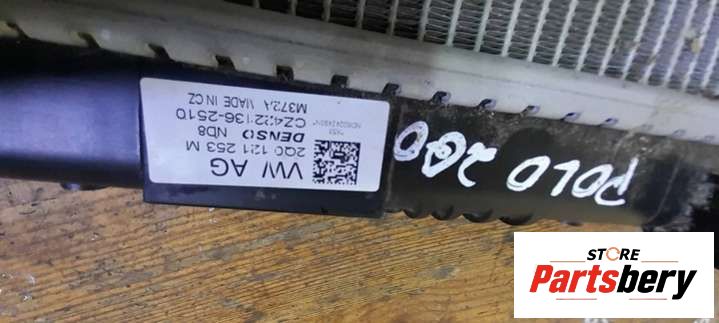 VW AG
2Q0 121 253 M
DENSO ND8
CZ422136-2510
M372A MADE IN CZ
POLO 2Q0
STORE
Partsbery